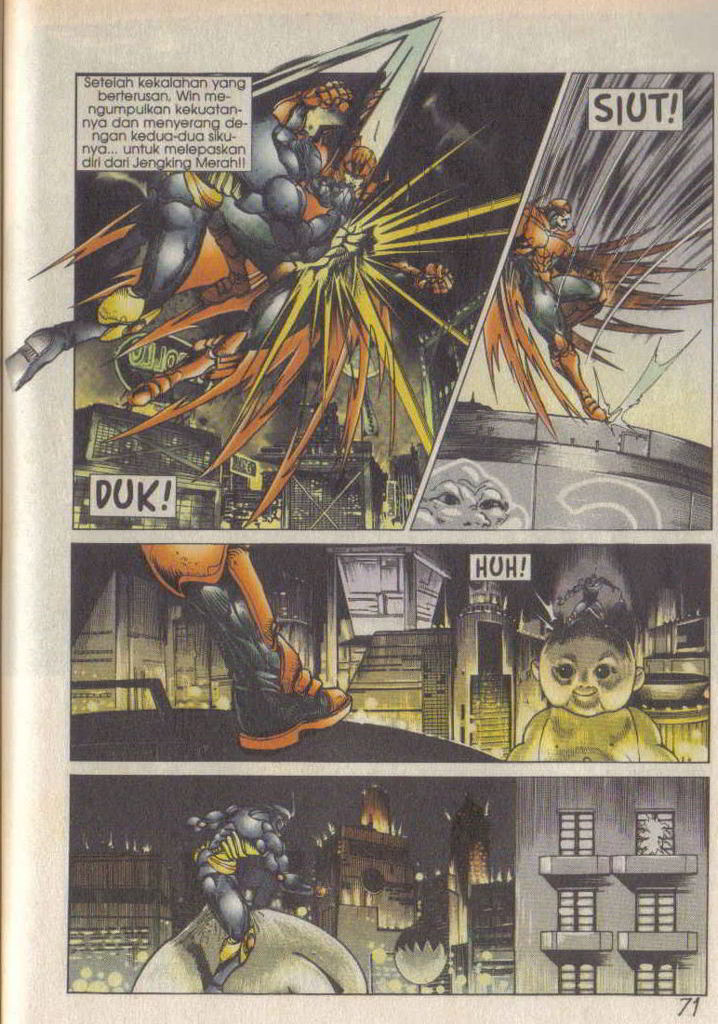 Setelah kekalahan yang
berterusan, Win me-
ngumpulkan kekuatan-
nya dan menyerang de-
ngan kedua-dua siku-
nya... untuk melepaskan
diri dari Jengking Merah!!
SIUT!
DUK!
HUH!
71